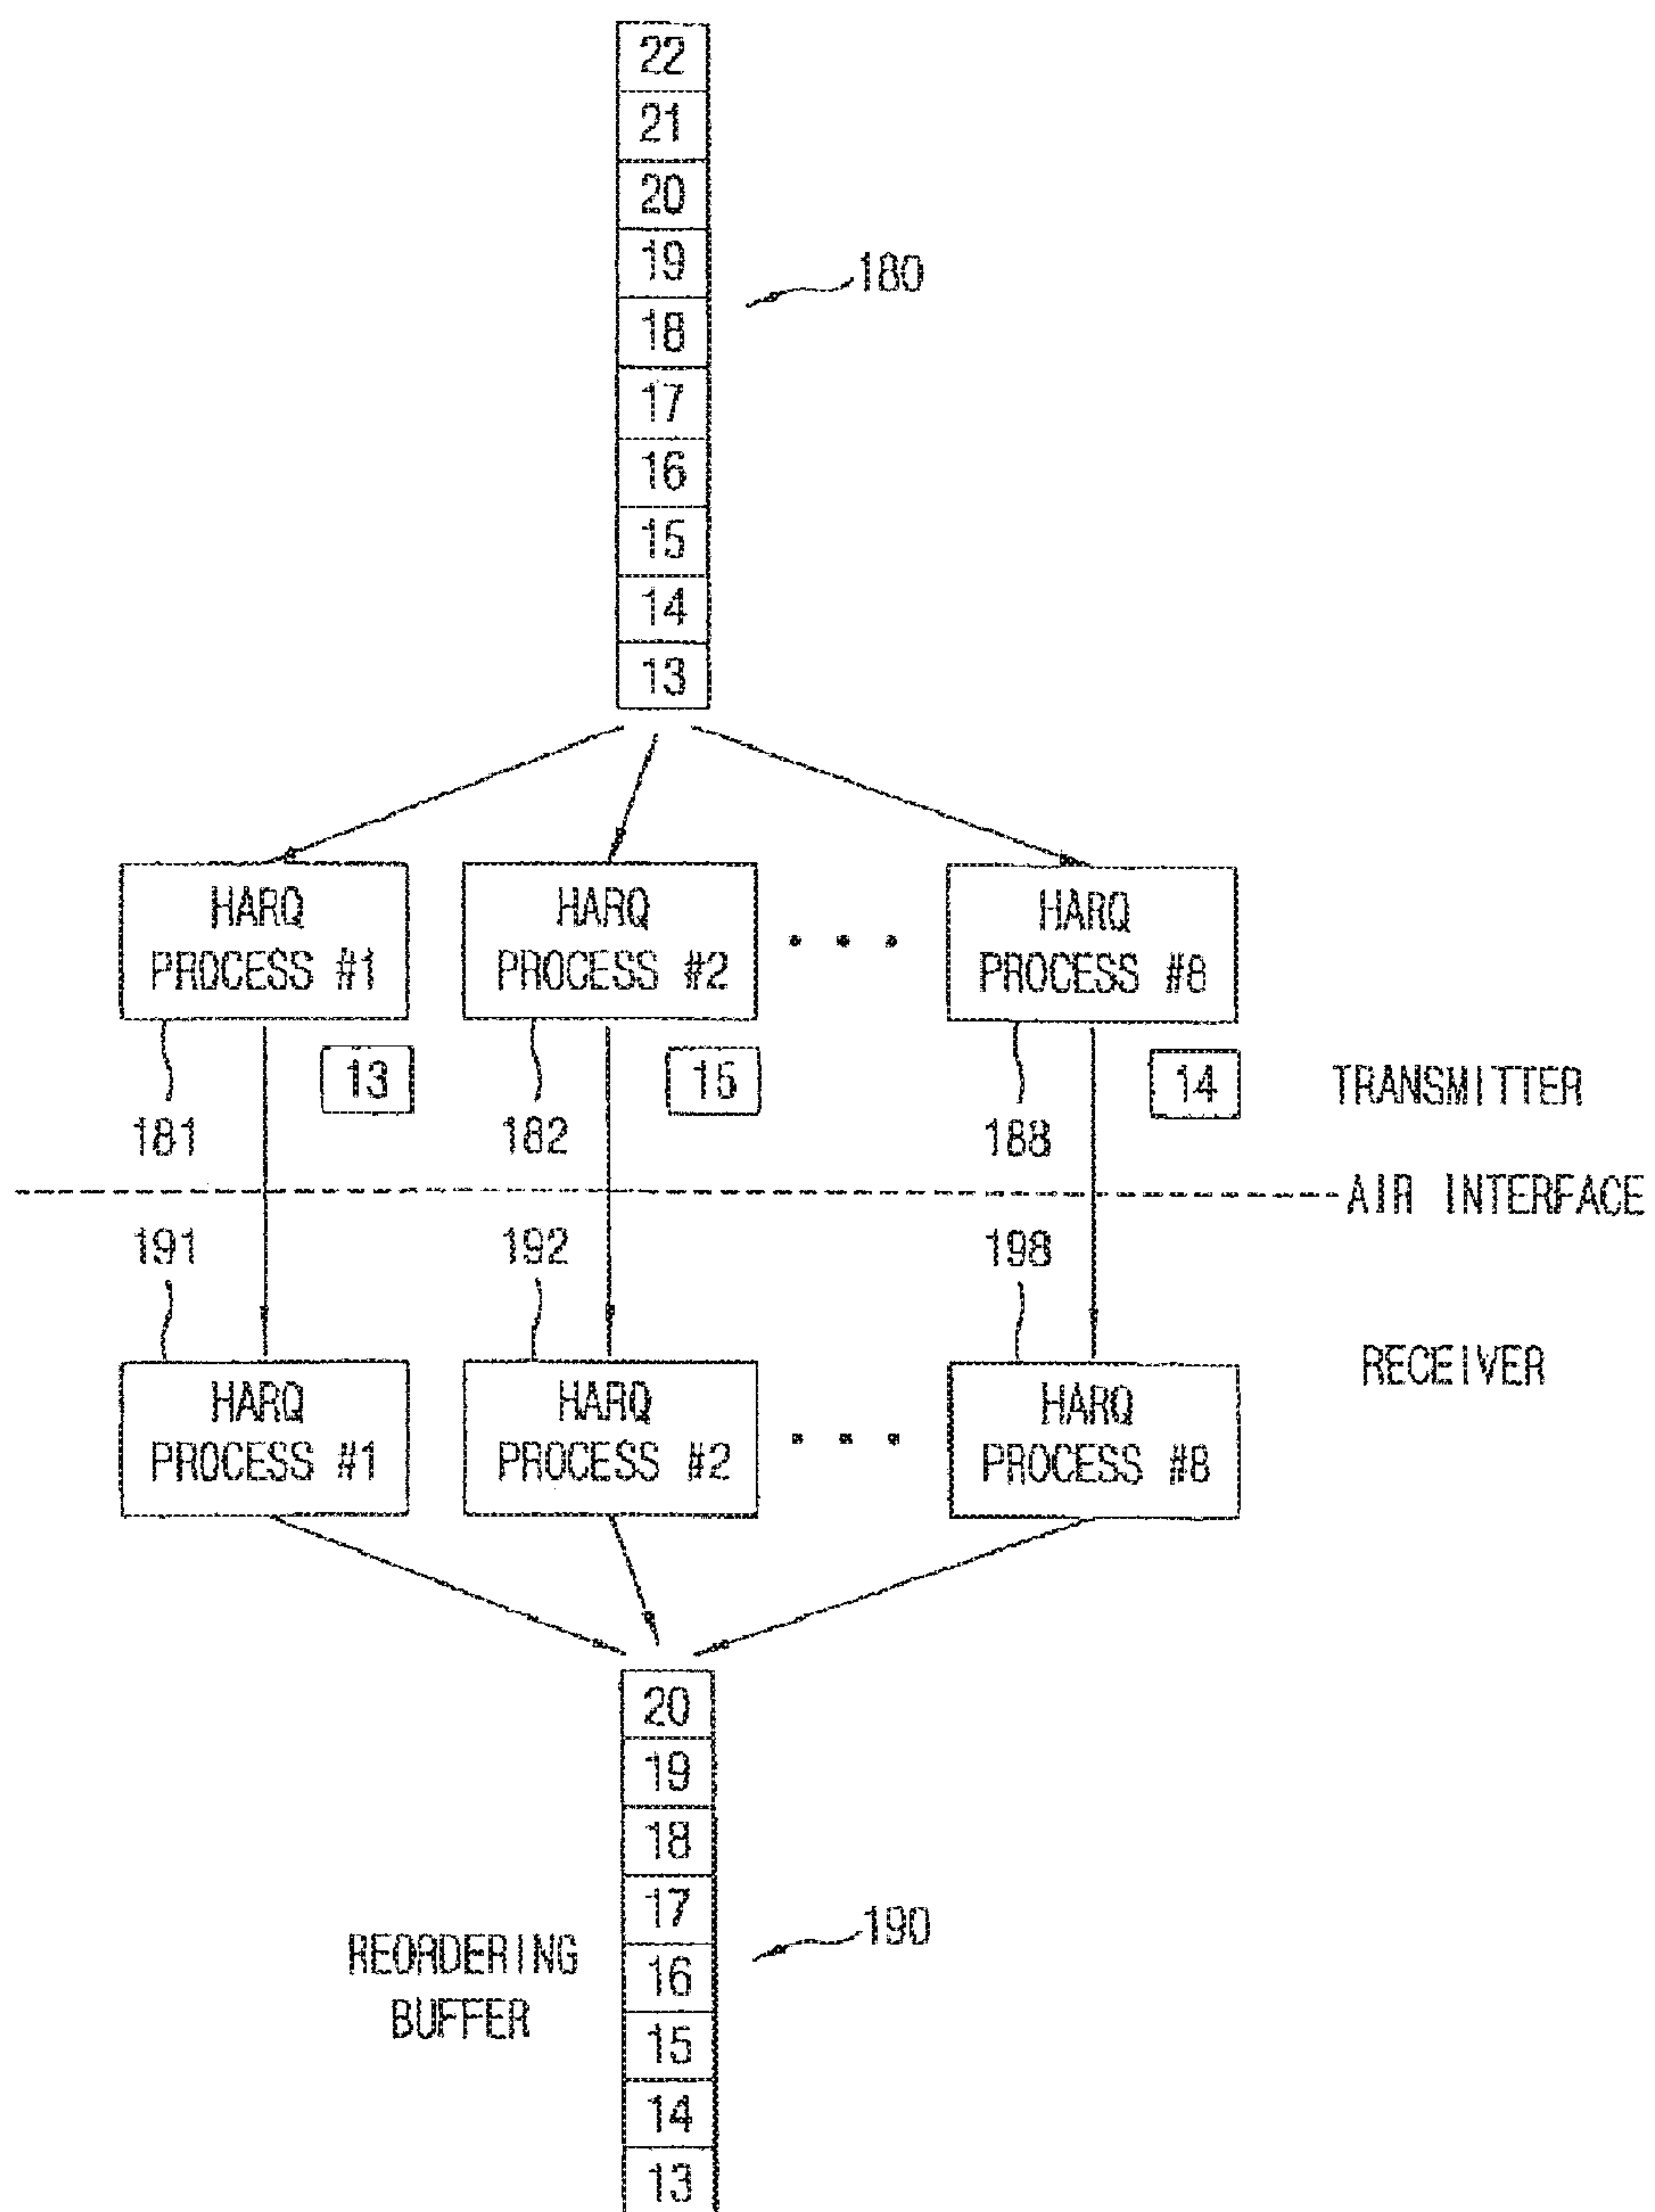 22
21
20
19
180
18
17
16
15
14
13
HARQ
PROCESS #1
HARQ
PROCESS #2
HARQ
PROCESS #8
13
15
14
TRANSMITTER
181
182
188
AIR INTERFACE
191
192
198
RECEIVER
HARQ
PROCESS #1
HARQ
PROCESS #2
HARQ
PROCESS #8
20
19
18
17
190
REORDERING
BUFFER
16
15
14
13